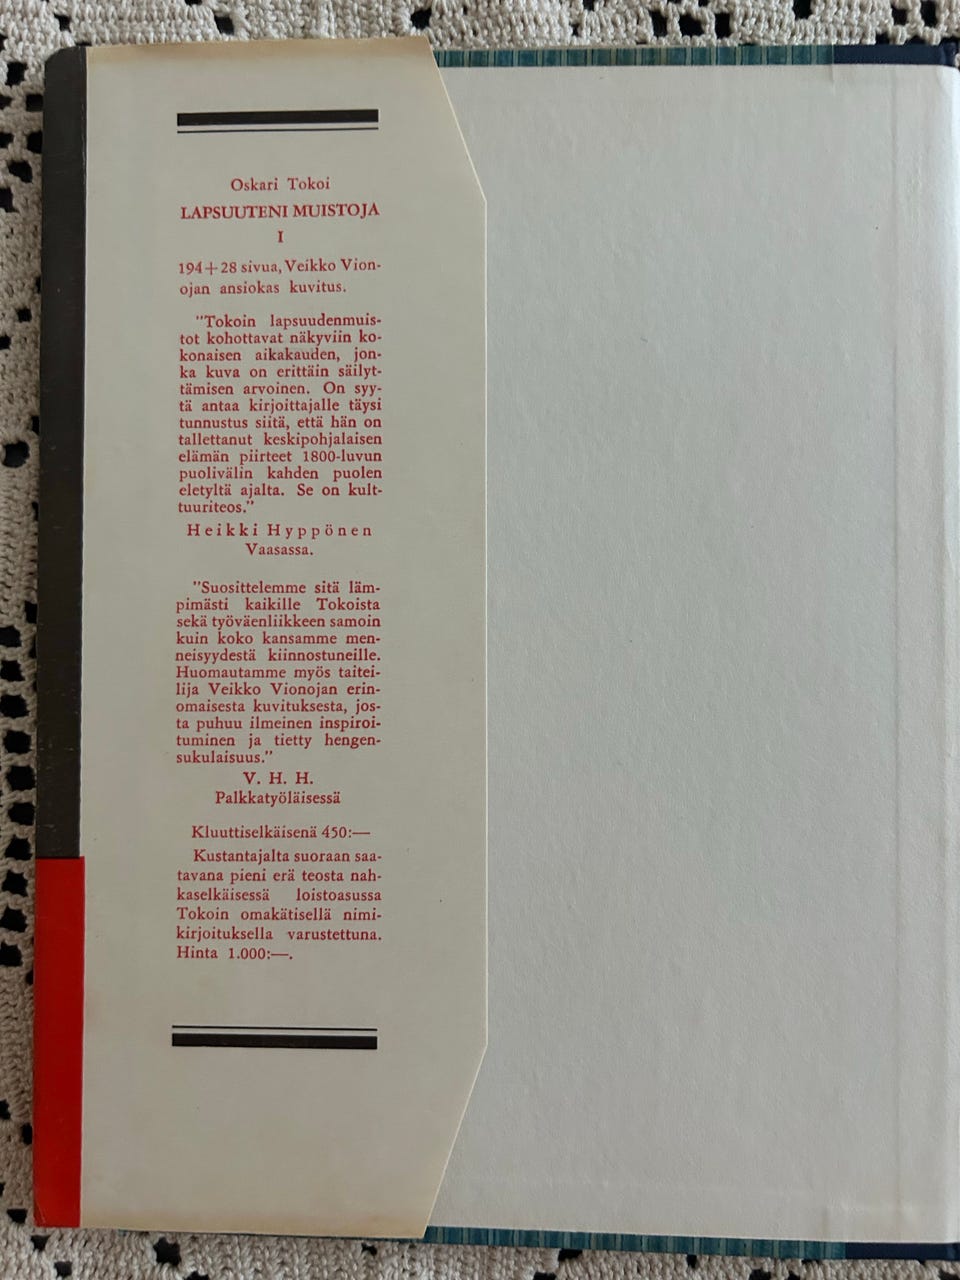 Oskari Tokoi
LAPSUUTENI MUISTOJA
I
194+28 sivua, Veikko Vion-
ojan ansiokas kuvitus.
"Tokoin lapsuudenmuis-
tot kohottavat näkyviin ko-
konaisen aikakauden, jon-
ka kuva on erittäin säilyt-
tämisen arvoinen. On syy-
tä antaa kirjoittajalle täysi
tunnustus siitä, että hän on
tallettanut keskipohjalaisen
elämän piirteet 1800-luvun
puolivälin kahden puolen
eletyltä ajalta. Se on kult-
tuuriteos."
Heikki Hyppönen
Vaasassa.
"Suosittelemme sitä läm-
pimästi kaikille Tokoista
sekä työväenliikkeen samoin
kuin koko kansamme men-
neisyydestä kiinnostuneille.
Huomautamme myös taitei-
lija Veikko Vionojan erin-
omaisesta kuvituksesta, jos-
ta puhuu ilmeinen inspiroi-
tuminen ja tietty hengen-
sukulaisuus."
V. H. H.
Palkkatyöläisessä
Kluuttiselkäisenä 450:—
Kustantajalta suoraan saa-
tavana pieni erä teosta nah-
kaselkäisessä loistoasussa
Tokoin omakätisellä nimi-
kirjoituksella varustettuna.
Hinta 1.000:—.